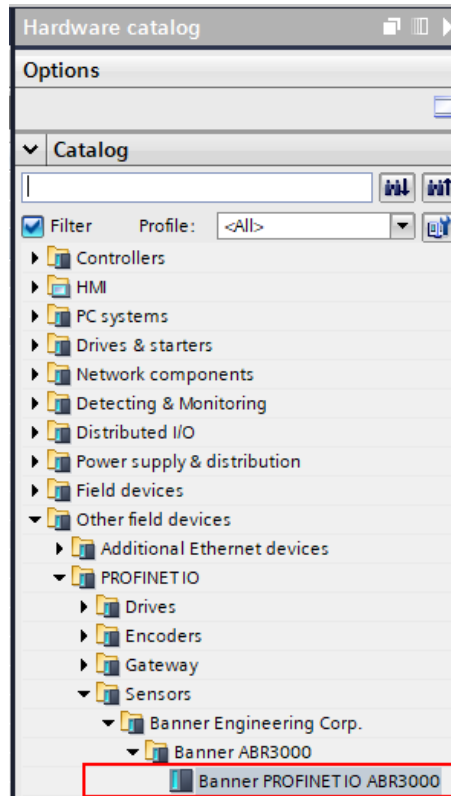 Hardware catalog
Options
Catalog
Filter Profile: <All>
Controllers
HMI
PC systems
Drives & starters
Network components
Detecting & Monitoring
Distributed I/O
Power supply & distribution
Field devices
Other field devices
Additional Ethernet devices
PROFINET IO
Drives
Encoders
Gateway
Sensors
Banner Engineering Corp.
Banner ABR3000
Banner PROFINET IO ABR3000